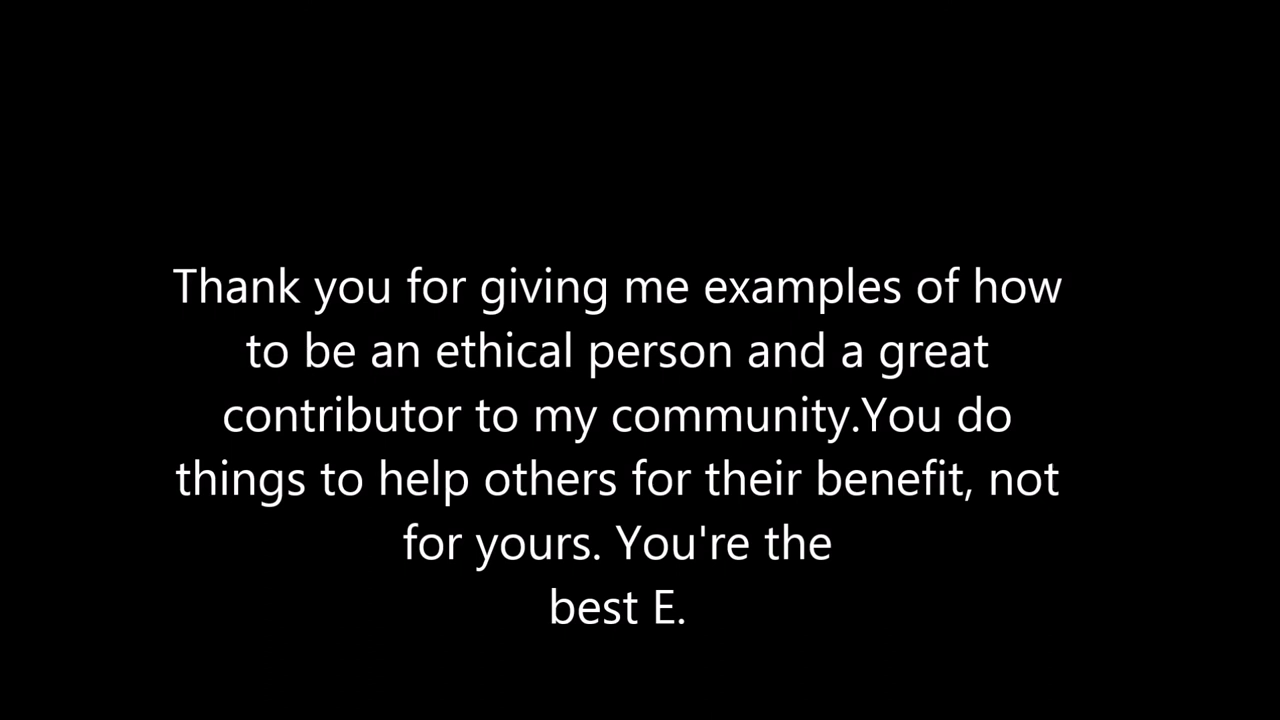 Thank you for giving me examples of how
to be an ethical person and a great
contributor to my community.You do
things to help others for their benefit, not
for yours. You're the
best E.